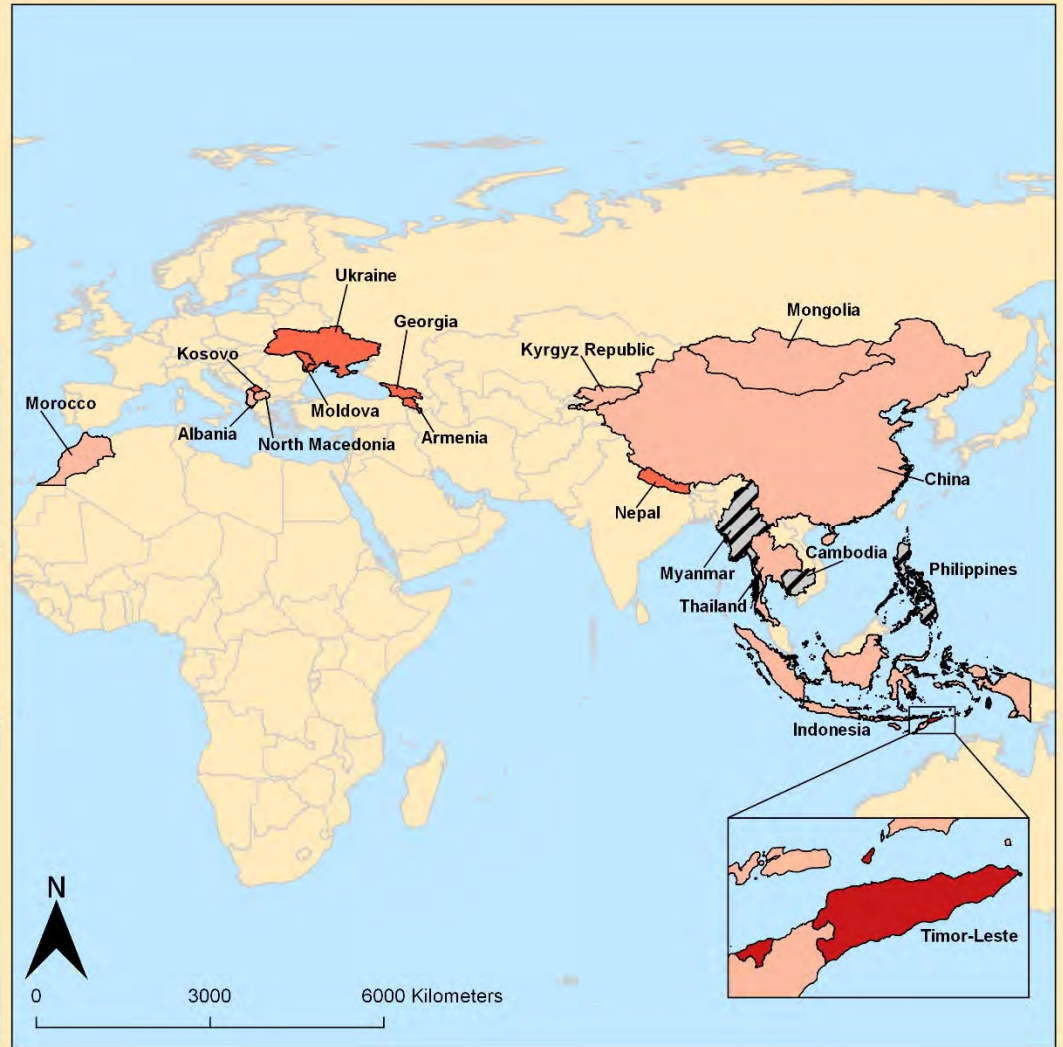 Ukraine
Georgia
Mongolia
Kosovo
Kyrgyz Republic
Morocco
Moldova
Albania
North Macedonia
Armenia
China
Nepal
Cambodia
Myanmar
Philippines
Thailand
Indonesia
N
Timor-Leste
0 3000 6000 Kilometers